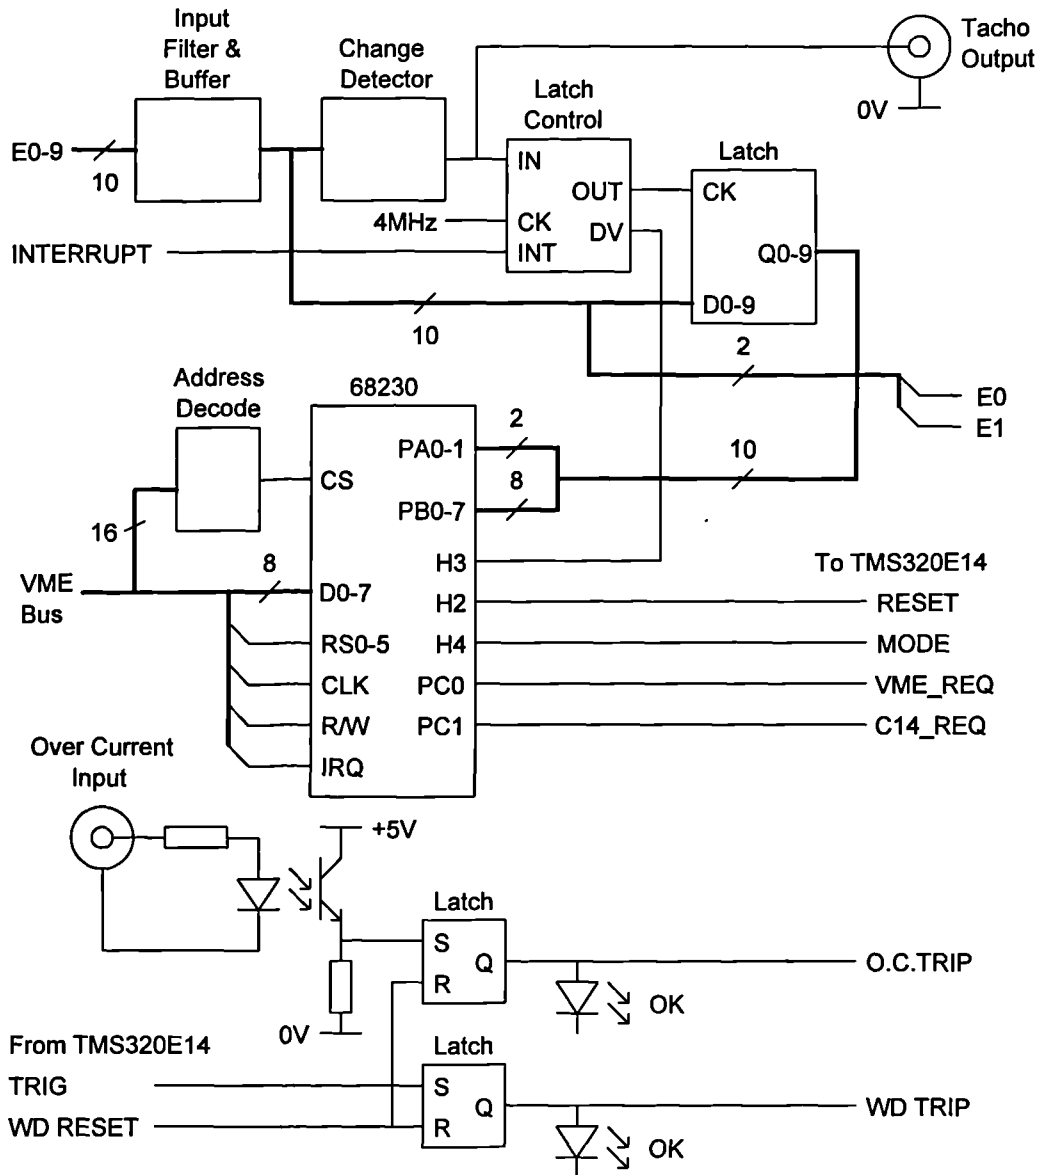 Input
Filter &
Buffer
Change
Detector
Latch
Control
Tacho
Output
0V
E0-9
10
IN
OUT
CK
DV
INT
4MHz
INTERRUPT
Latch
CK
Q0-9
D0-9
10
2
E0
E1
Address
Decode
68230
16
CS
PA0-1
2
PB0-7
8
10
VME
Bus
8
D0-7
H3
To TMS320E14
H2
RESET
RS0-5
H4
MODE
CLK
PC0
VME_REQ
R/W
PC1
C14_REQ
IRQ
Over Current
Input
+5V
Latch
S
Q
R
O.C.TRIP
OK
0V
From TMS320E14
Latch
TRIG
S
Q
WD TRIP
WD RESET
R
OK